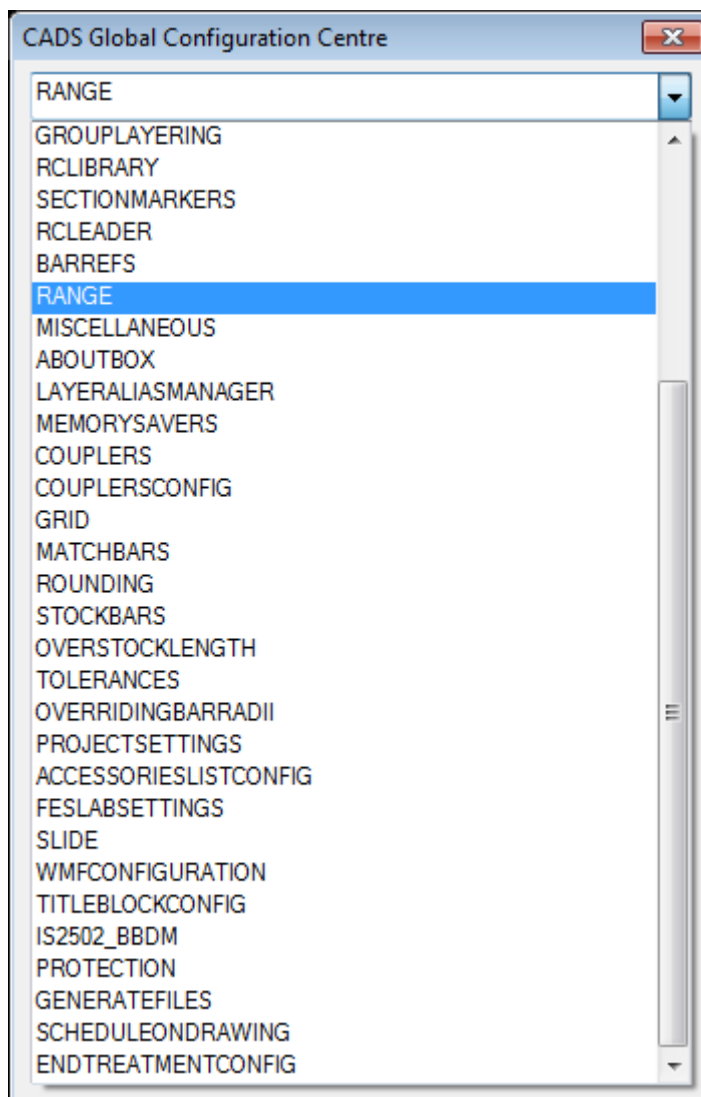 CADS Global Configuration Centre
RANGE
GROUPLAYERING
RCLIBRARY
SECTIONMARKERS
RCLEADER
BARREFS
RANGE
MISCELLANEOUS
ABOUTBOX
LAYERALIASMANAGER
MEMORYSAVERS
COUPLERS
COUPLERSCONFIG
GRID
MATCHBARS
ROUNDING
STOCKBARS
OVERSTOCKLENGTH
TOLERANCES
OVERRIDINGBARRADII
PROJECTSETTINGS
ACCESSORIESLISTCONFIG
FESLABSETTINGS
SLIDE
WMFCONFIGURATION
TITLEBLOCKCONFIG
IS2502_BBDM
PROTECTION
GENERATEFILES
SCHEDULEONDRAWING
ENDTREATMENTCONFIG